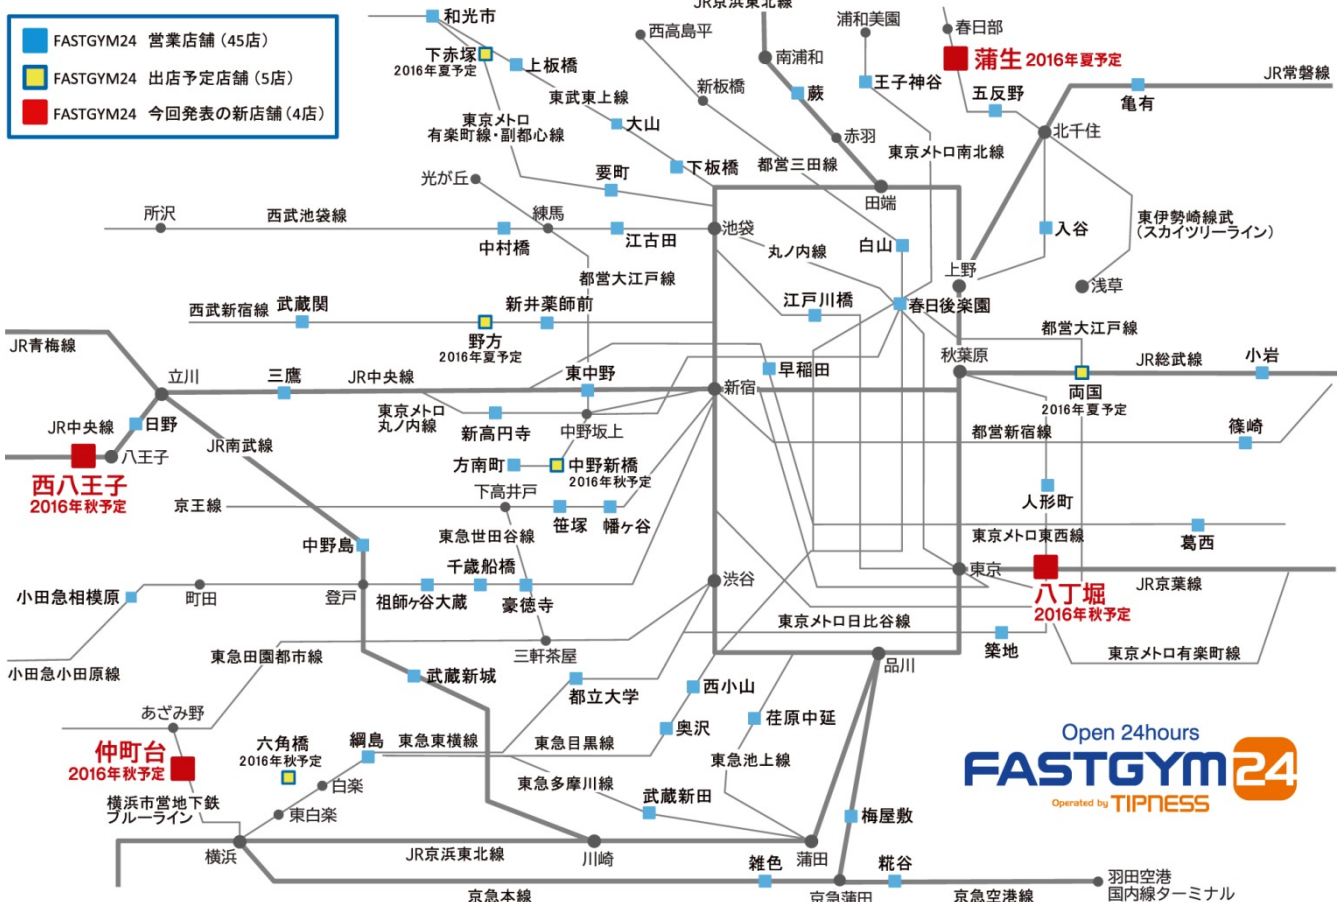 FASTGYM24 営業店舗 (45店)
FASTGYM24 出店予定店舗 (5店)
FASTGYM24 今回発表の新店舗 (4店)
和光市
下赤塚
2016年夏予定
上板橋
東武東上線
東京メトロ
有楽町線・副都心線
大山
下板橋
要町
西高島平
新板橋
都営三田線
JR京浜東北線
南浦和
蕨
赤羽
田端
浦和美園
王子神谷
東京メトロ南北線
春日部
蒲生 2016年夏予定
五反野
北千住
亀有
JR常磐線
入谷
東伊勢崎線武
(スカイツリーライン)
浅草
上野
光が丘
所沢
西武池袋線
練馬
中村橋
江古田
池袋
丸ノ内線
白山
都営大江戸線
江戸川橋
春日後楽園
西武新宿線
武蔵関
野方
2016年夏予定
新井薬師前
都営大江戸線
秋葉原
JR総武線
小岩
両国
2016年夏予定
JR青梅線
立川
三鷹
JR中央線
東中野
新宿
早稲田
JR中央線
日野
八王子
西八王子
2016年秋予定
JR南武線
東京メトロ
丸ノ内線
新高円寺
中野坂上
方南町
中野新橋
2016年秋予定
都営新宿線
篠崎
京王線
下高井戸
笹塚
幡ヶ谷
東急世田谷線
人形町
東京メトロ東西線
葛西
中野島
小田急相模原
町田
登戸
祖師ヶ谷大蔵
千歳船橋
豪徳寺
渋谷
東京
八丁堀
2016年秋予定
JR京葉線
小田急小田原線
東急田園都市線
三軒茶屋
東京メトロ日比谷線
築地
東京メトロ有楽町線
武蔵新城
都立大学
西小山
品川
あざみ野
仲町台
2016年秋予定
六角橋
2016年秋予定
綱島
東急東横線
東急目黒線
奥沢
荏原中延
東急池上線
白楽
東白楽
横浜市営地下鉄
ブルーライン
東急多摩川線
武蔵新田
梅屋敷
横浜
JR京浜東北線
川崎
蒲田
京急本線
雑色
京急蒲田
糀谷
京急空港線
羽田空港
国内線ターミナル
Open 24hours
FASTGYM24
Operated by TIPNESS